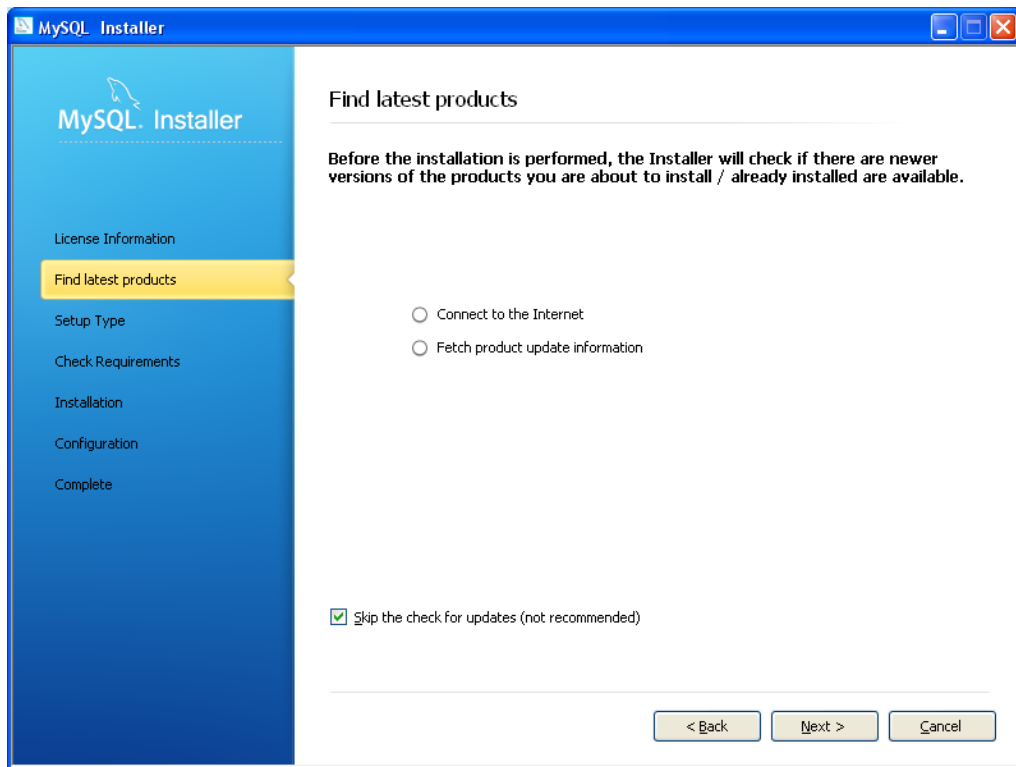 MySQL Installer
MySQL. Installer
License Information
Find latest products
Setup Type
Check Requirements
Installation
Configuration
Complete
Find latest products
Before the installation is performed, the Installer will check if there are newer
versions of the products you are about to install / already installed are available.
Connect to the Internet
Fetch product update information
Skip the check for updates (not recommended)
< Back
Next >
Cancel